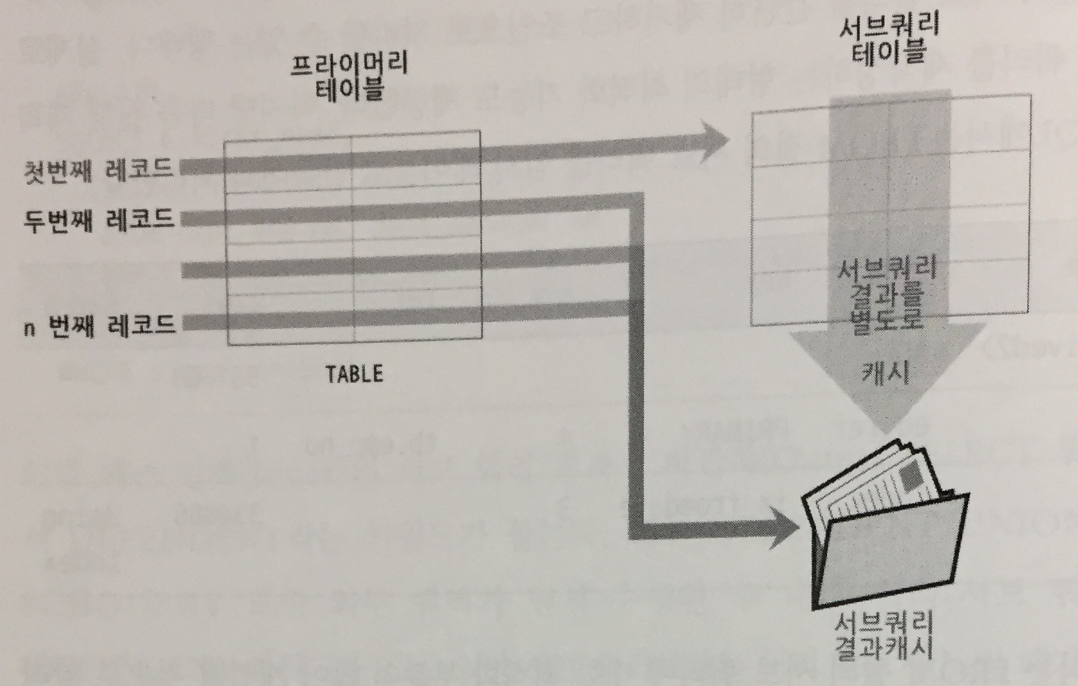 프라이머리
테이블
서브쿼리
테이블
첫번째 레코드
두번째 레코드
n 번째 레코드
TABLE
서브쿼리
결과를
별도로
캐시
서브쿼리
결과캐시